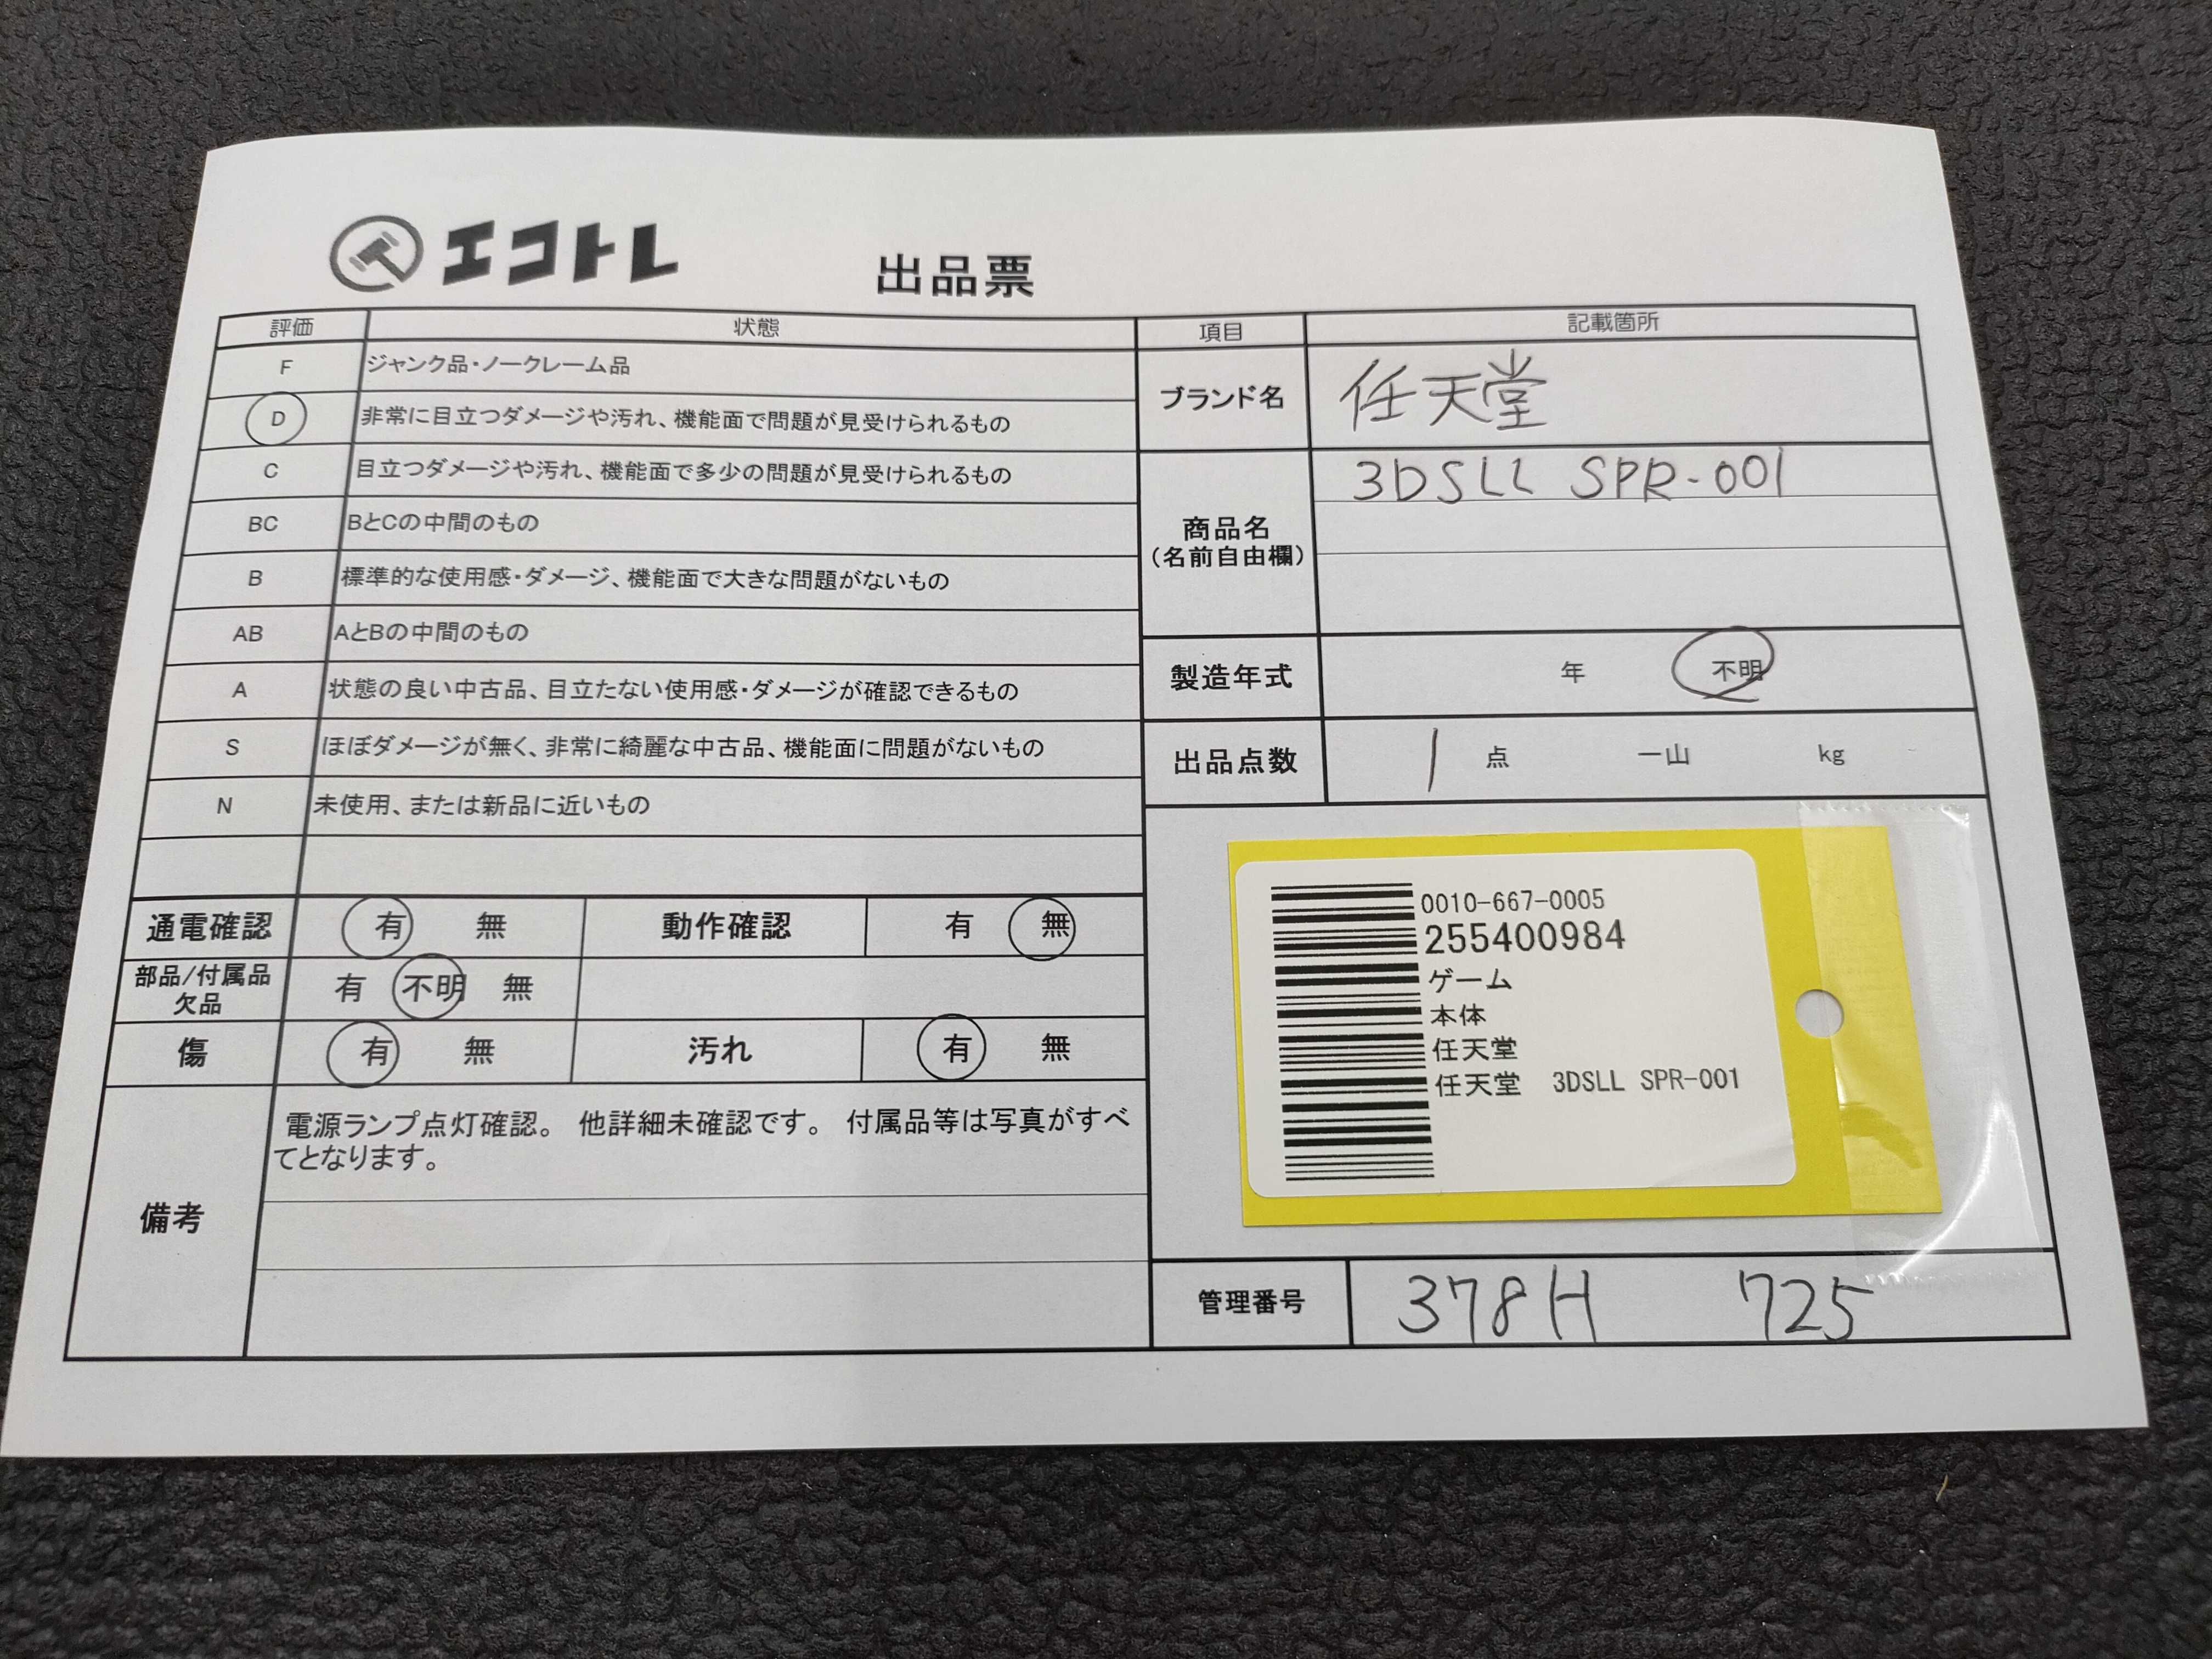 エコトレ
出品票
評価 状態
F ジャンク品・ノークレーム品
D 非常に目立つダメージや汚れ、機能面で問題が見受けられるもの
C 目立つダメージや汚れ、機能面で多少の問題が見受けられるもの
BC BとCの中間のもの
B 標準的な使用感・ダメージ、機能面で大きな問題がないもの
AB AとBの中間のもの
A 状態の良い中古品、目立たない使用感・ダメージが確認できるもの
S ほぼダメージが無く、非常に綺麗な中古品、機能面に問題がないもの
N 未使用、または新品に近いもの
通電確認 有 無 動作確認 有 無
部品/付属品
欠品 有 不明 無
傷 有 無 汚れ 有 無
備考
電源ランプ点灯確認。 他詳細未確認です。 付属品等は写真がすべ
てとなります。
項目 記載箇所
ブランド名 任天堂
商品名
(名前自由欄)
3DSLL SPR-001
製造年式 年 不明
出品点数 1 点 一山 kg
0010-667-0005
255400984
ゲーム
本体
任天堂
任天堂 3DSLL SPR-001
管理番号 378H 725